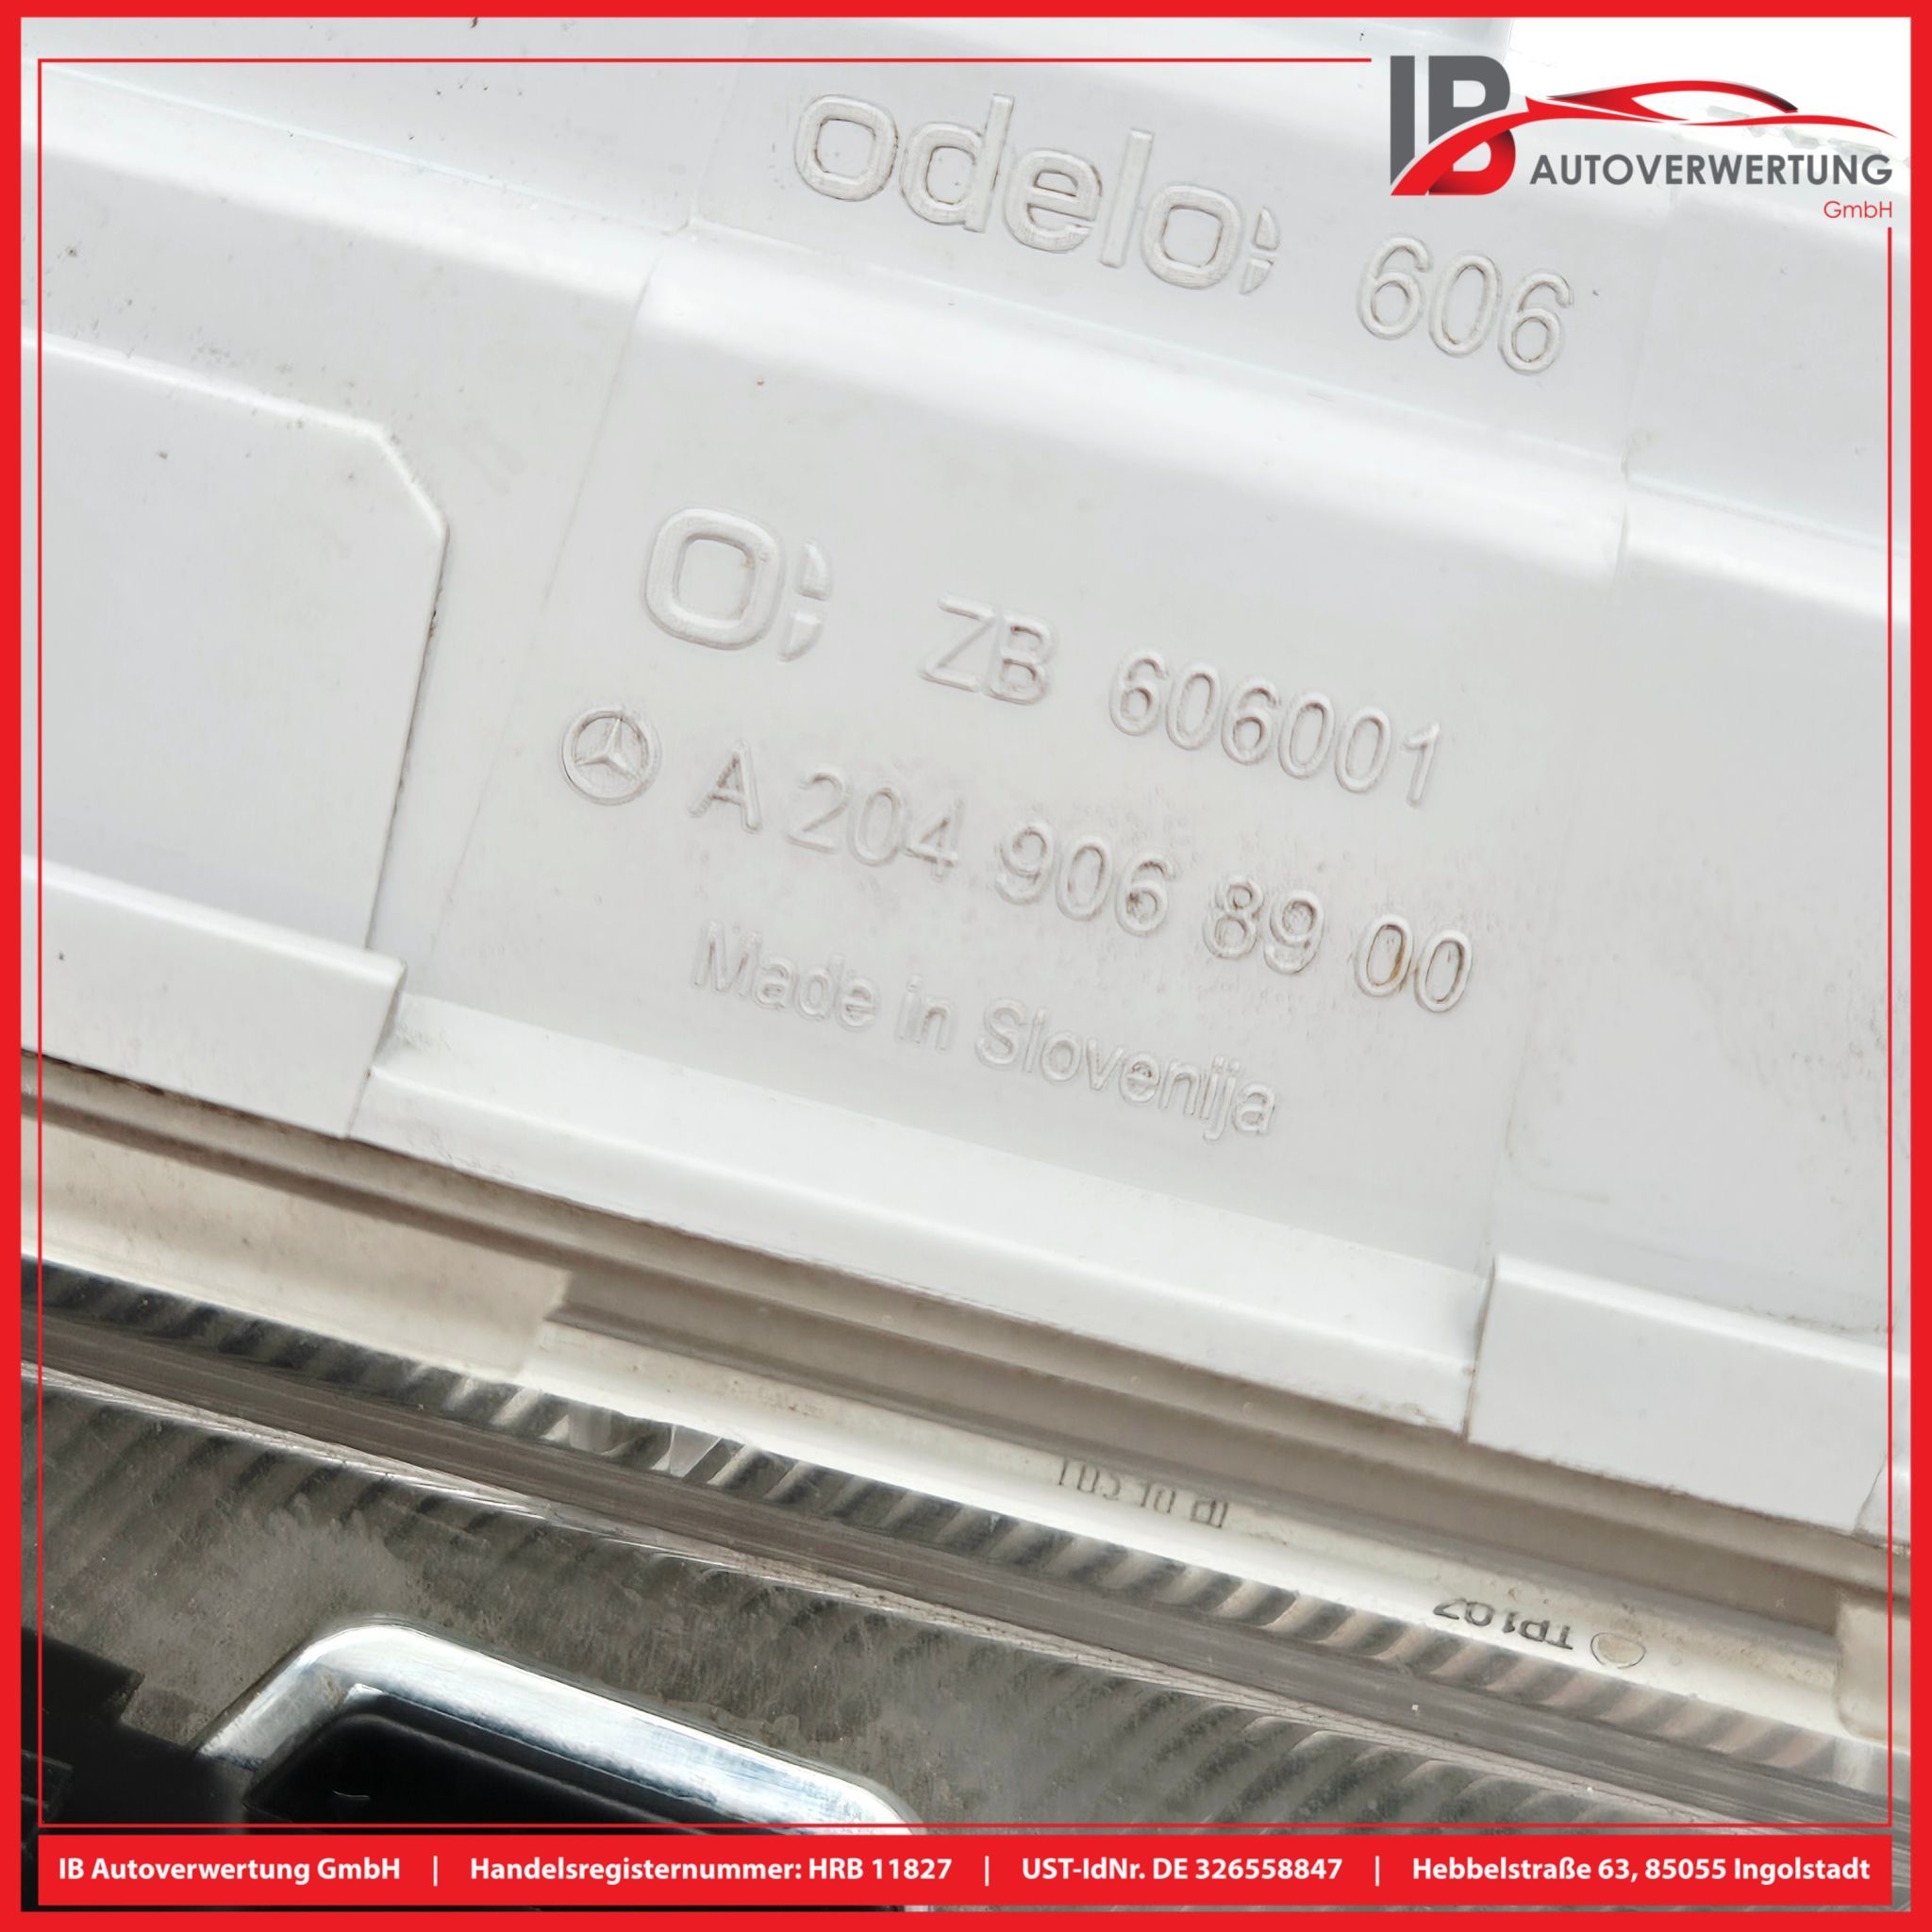 IB AUTOVERWERTUNG
GmbH
odelo 606
ZB 606001
A 204 906 89 00
Made in Slovenija
TP107
IB Autoverwertung GmbH | Handelsregisternummer: HRB 11827 | UST-IdNr. DE 326558847 | Hebbelstraße 63, 85055 Ingolstadt